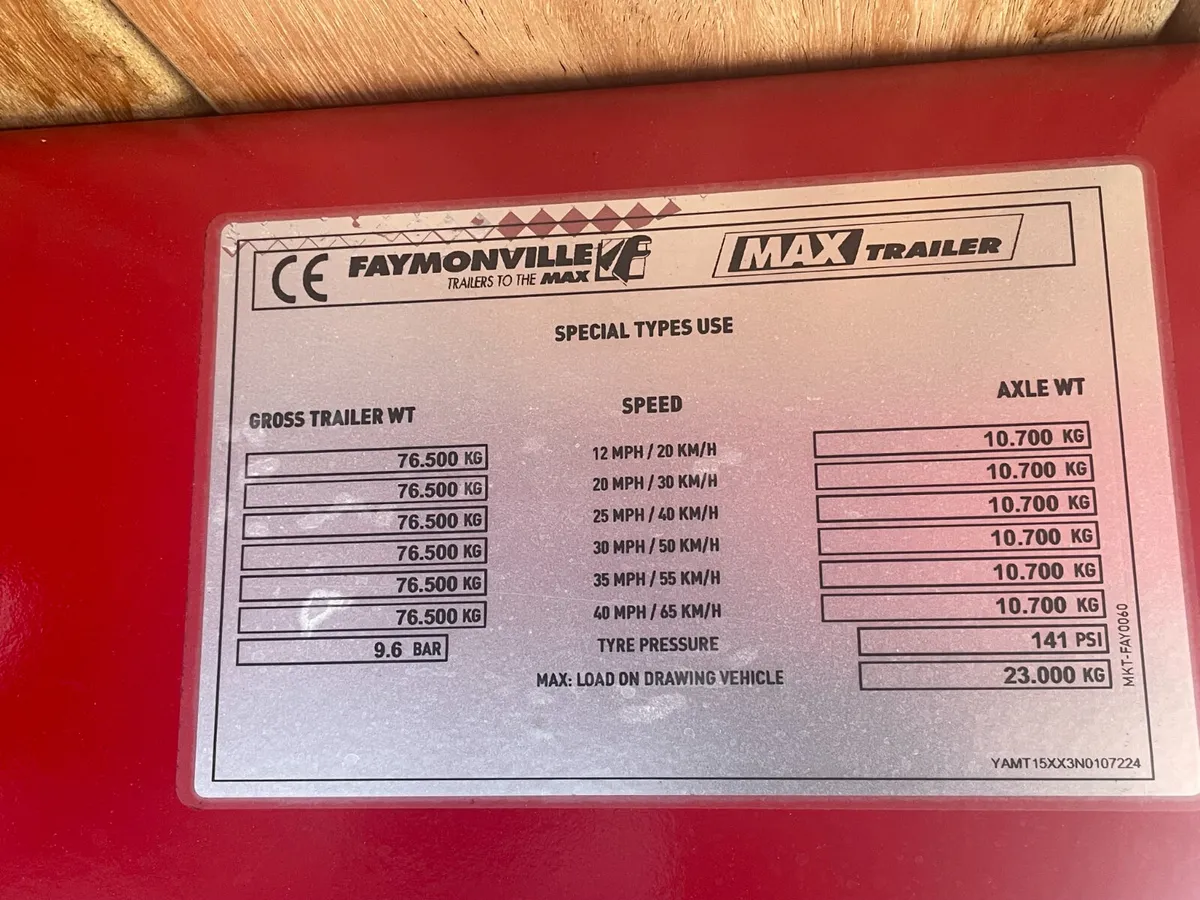 CE FAYMONVILLE MAX TRAILER
TRAILERS TO THE MAX
SPECIAL TYPES USE
GROSS TRAILER WT SPEED AXLE WT
76.500 KG 12 MPH / 20 KM/H 10.700 KG
76.500 KG 20 MPH / 30 KM/H 10.700 KG
76.500 KG 25 MPH / 40 KM/H 10.700 KG
76.500 KG 30 MPH / 50 KM/H 10.700 KG
76.500 KG 35 MPH / 55 KM/H 10.700 KG
76.500 KG 40 MPH / 65 KM/H 10.700 KG
9.6 BAR TYRE PRESSURE 141 PSI
MAX: LOAD ON DRAWING VEHICLE 23.000 KG
MKT-FAY0060
YAMT15XX3N0107224